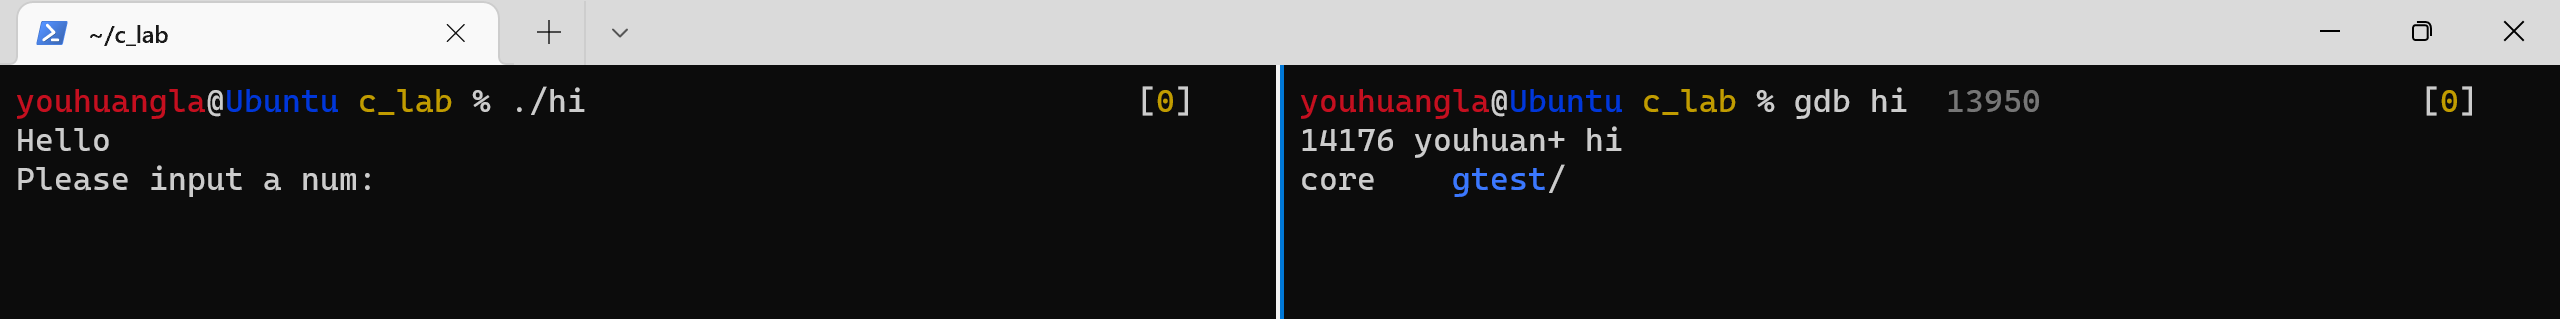 ~/c_lab
youhuangla@Ubuntu c_lab % ./hi [0]
Hello
Please input a num:
youhuangla@Ubuntu c_lab % gdb hi  13950 [0]
14176 youhuan+ hi
core    gtest/